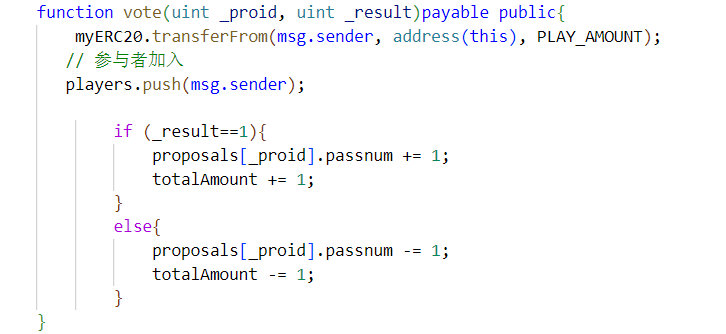 function vote(uint _proid, uint _result)payable public{
myERC20.transferFrom(msg.sender, address(this), PLAY_AMOUNT);
// 参与者加入
players.push(msg.sender);
if (_result==1){
proposals[_proid].passnum += 1;
totalAmount += 1;
}
else{
proposals[_proid].passnum -= 1;
totalAmount -= 1;
}
}